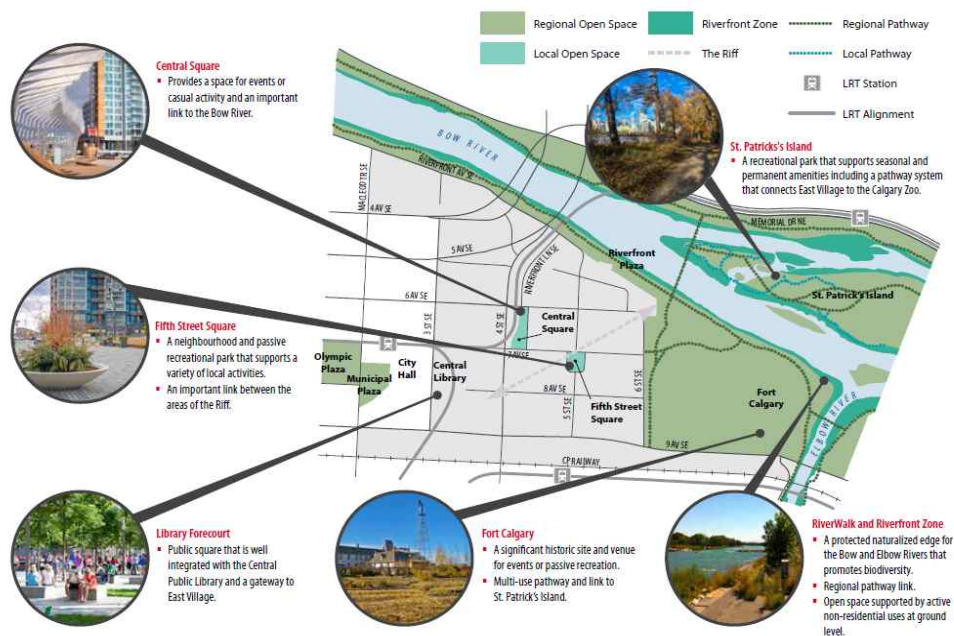 Regional Open Space
Riverfront Zone
Regional Pathway
Local Open Space
The Riff
Local Pathway
LRT Station
LRT Alignment
Central Square
▪ Provides a space for events or
casual activity and an important
link to the Bow River.
St. Patricks's Island
▪ A recreational park that supports seasonal and
permanent amenities including a pathway system
that connects East Village to the Calgary Zoo.
BOW RIVER
RIVERFRONT AV SE
MACLEOD TR SE
4 AV SE
5 AV SE
RIVERFRONT LN SE
MEMORIAL DR NE
Riverfront
Plaza
St. Patrick's Island
6 AV SE
3 ST SE
4 ST SE
Central
Square
7 AV SE
Fifth Street Square
▪ A neighbourhood and passive
recreational park that supports a
variety of local activities.
▪ An important link between the
areas of the Riff.
Olympic
Plaza
Municipal
Plaza
City
Hall
Central
Library
8 AV SE
5 ST SE
6 ST SE
Fifth Street
Square
Fort
Calgary
ELBOW RIVER
9 AV SE
CP RAILWAY
Library Forecourt
▪ Public square that is well
integrated with the Central
Public Library and a gateway to
East Village.
Fort Calgary
▪ A significant historic site and venue
for events or passive recreation.
▪ Multi-use pathway and link to
St. Patrick's Island.
RiverWalk and Riverfront Zone
▪ A protected naturalized edge for
the Bow and Elbow Rivers that
promotes biodiversity.
▪ Regional pathway link.
▪ Open space supported by active
non-residential uses at ground
level.